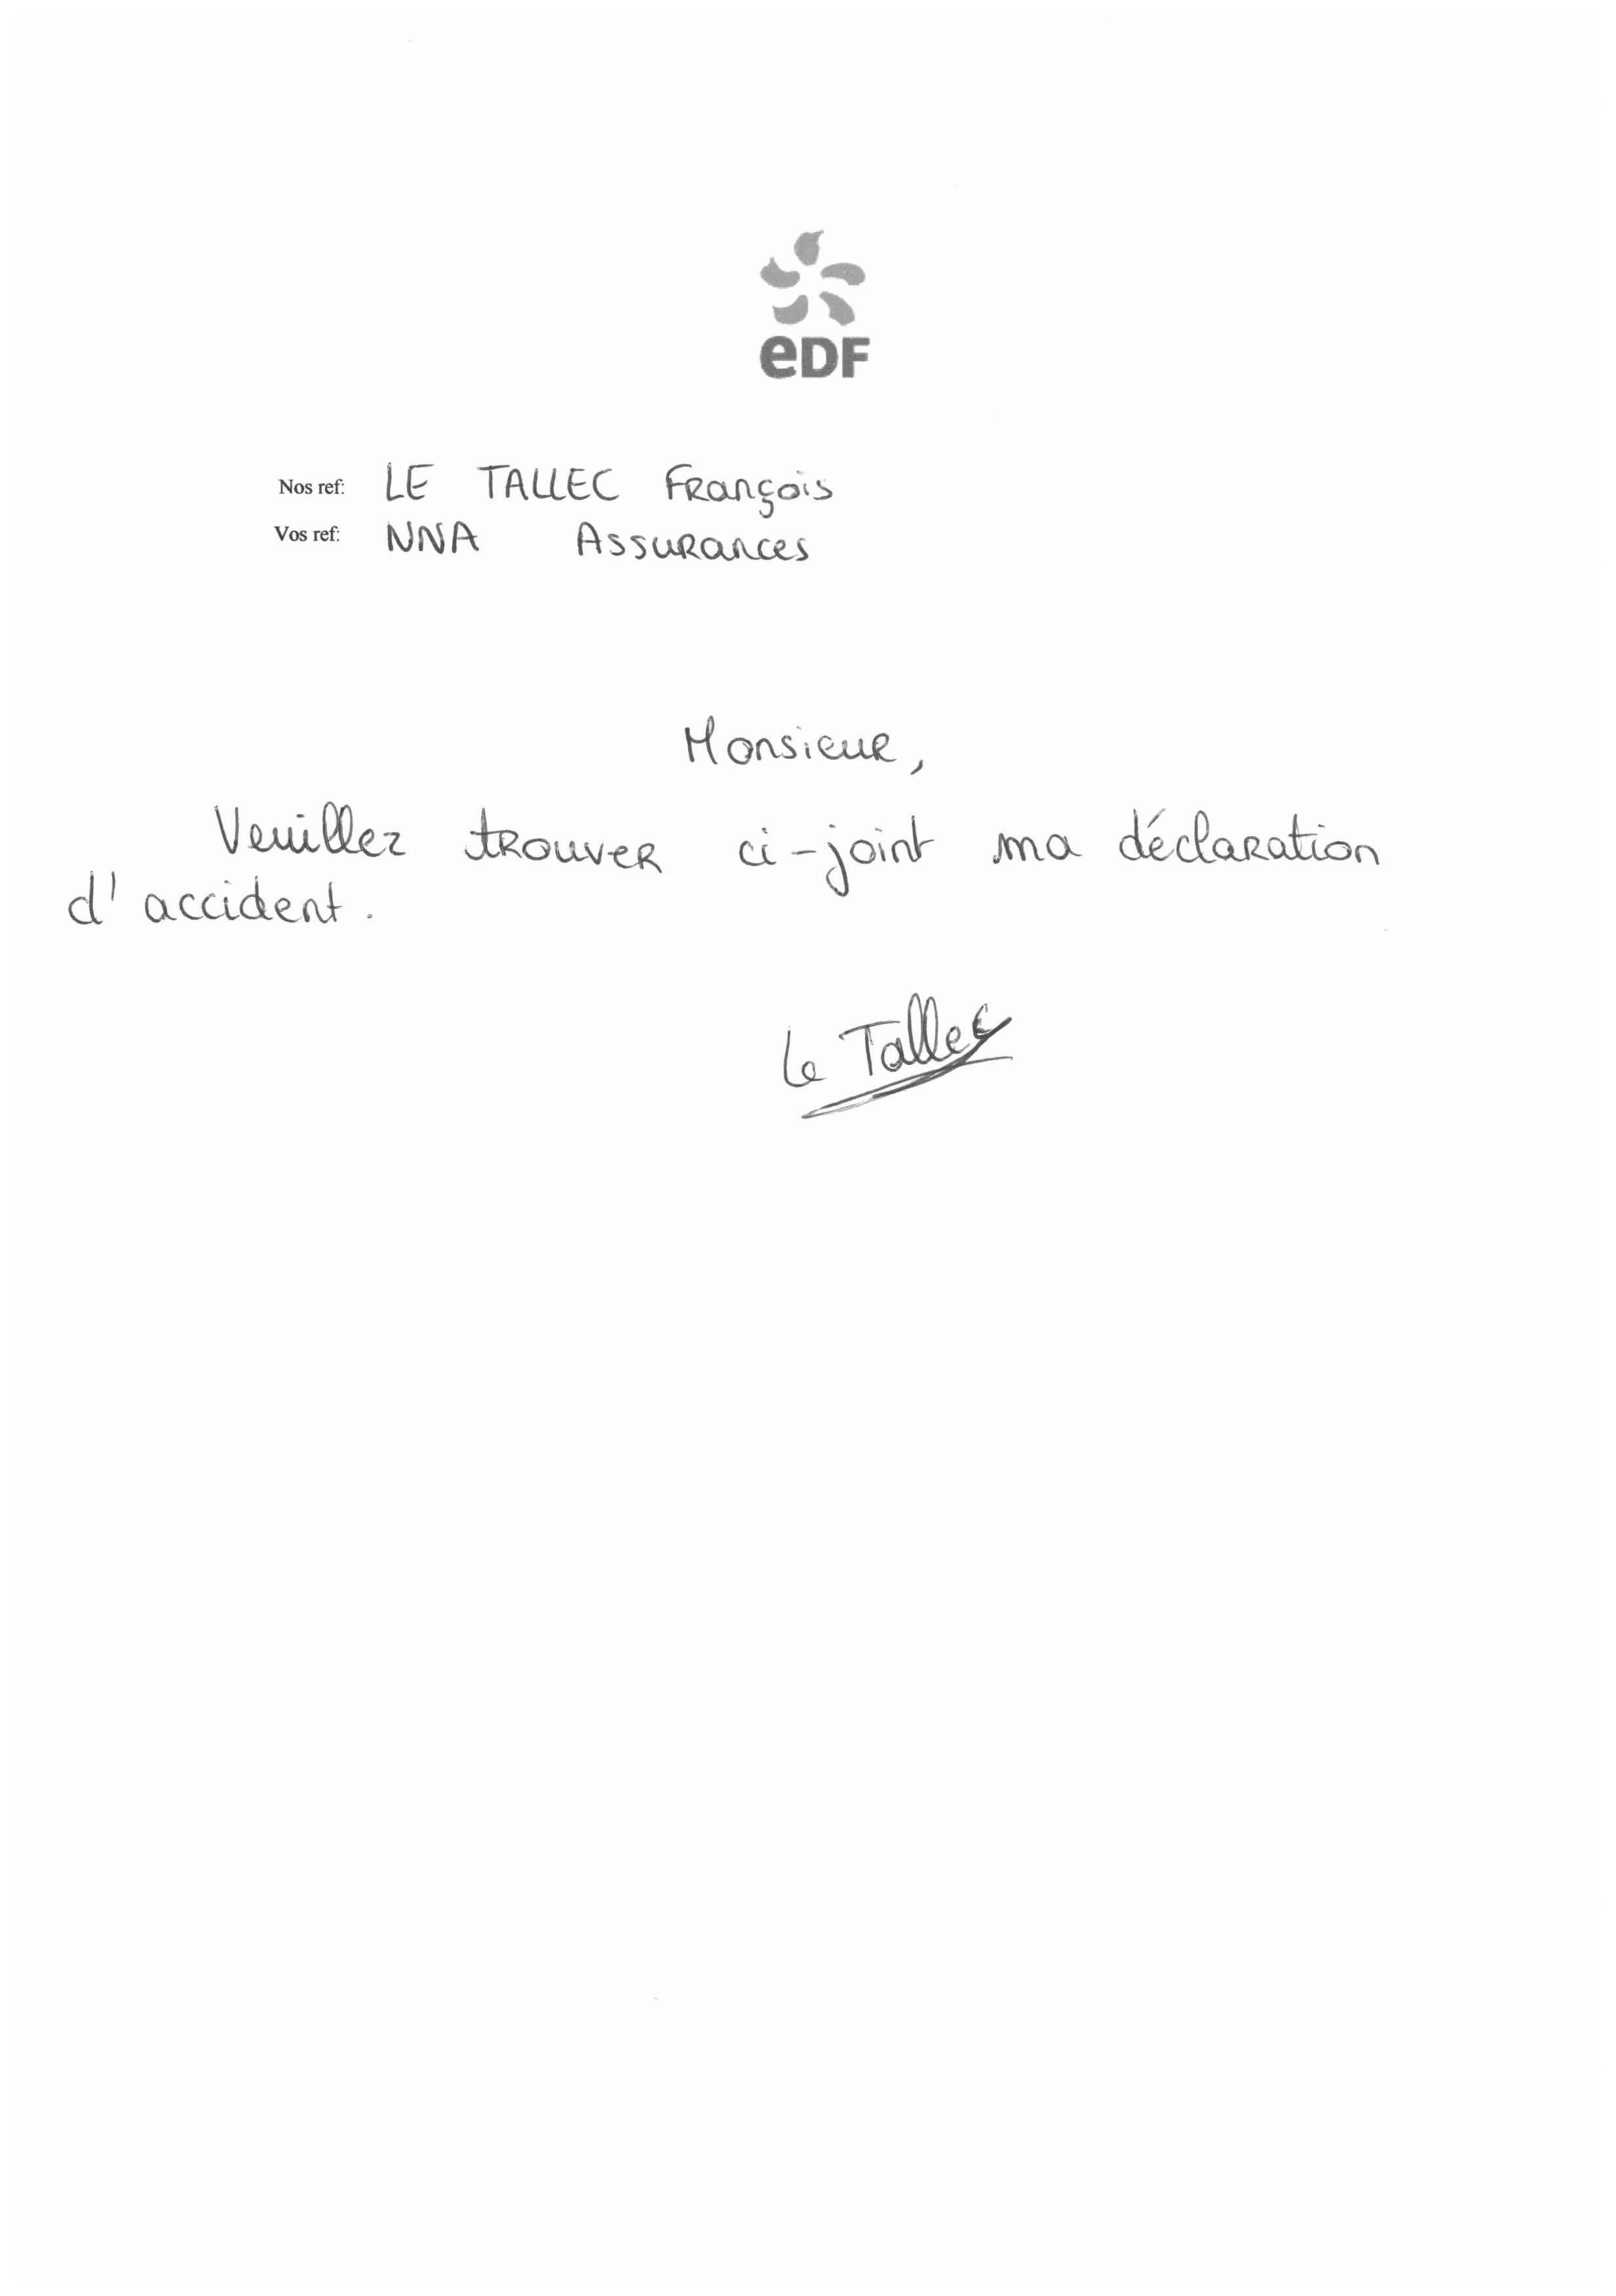 eDF
Nos ref: LE TALLEC François
Vos ref: NNA Assurances
Monsieur,
Veuillez trouver ci-joint ma déclaration
d'accident.
Le Tallec